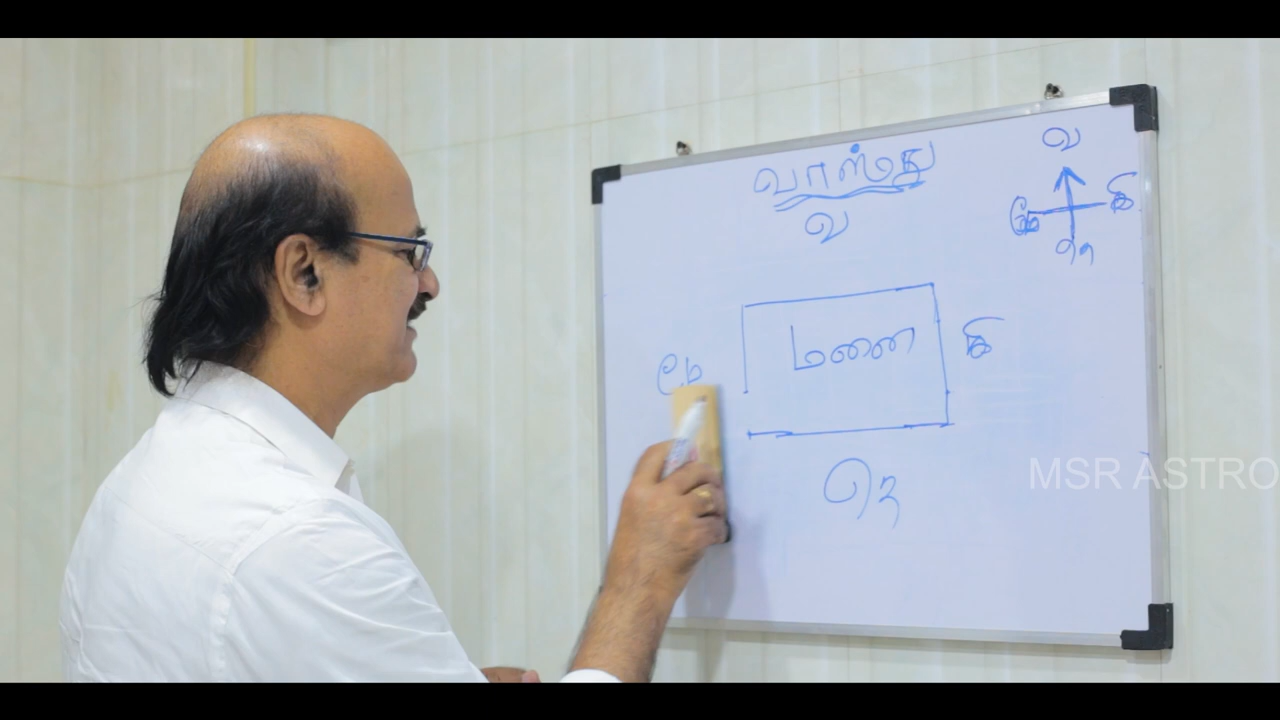 வாஸ்து
வ
வ
மே கி
தெ
மனை
மே
கி
தெ
MSR ASTRO